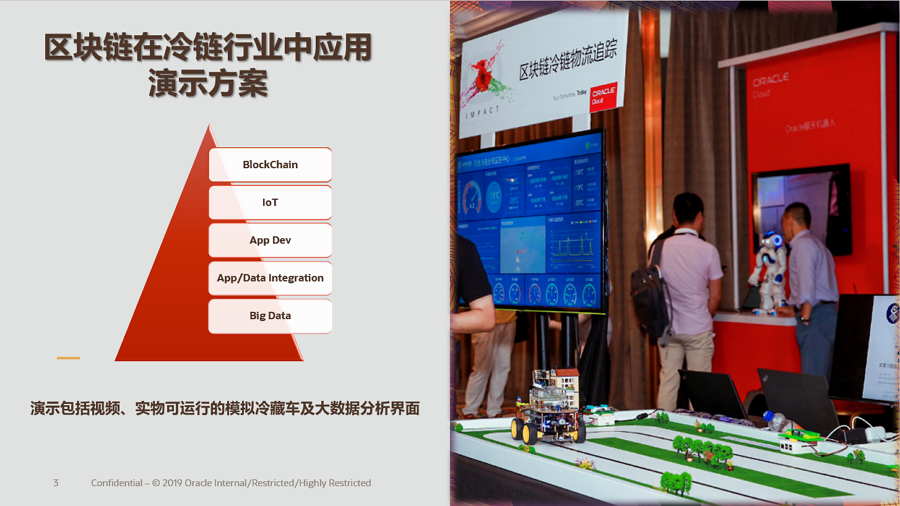 区块链在冷链行业中应用
演示方案
BlockChain
IoT
App Dev
App/Data Integration
Big Data
演示包括视频、实物可运行的模拟冷藏车及大数据分析界面
3
Confidential – © 2019 Oracle Internal/Restricted/Highly Restricted
区块链冷链物流追踪
IMPACT
ORACLE
Cloud
ORACLE
Cloud
Oracle聊天机器人